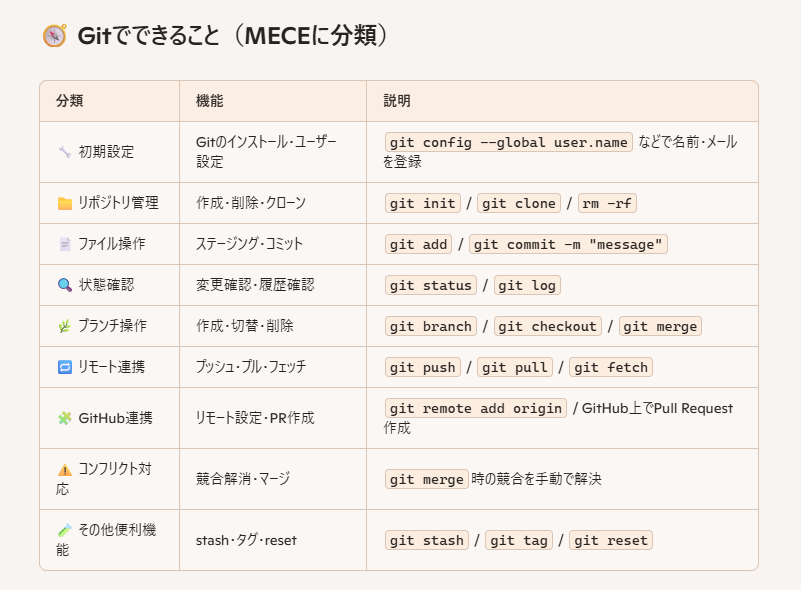 🧭 Gitでできること（MECEに分類）
分類 機能 説明
🔧 初期設定 Gitのインストール・ユーザー設定 git config --global user.name などで名前・メールを登録
📁 リポジトリ管理 作成・削除・クローン git init / git clone / rm -rf
📄 ファイル操作 ステージング・コミット git add / git commit -m "message"
🔍 状態確認 変更確認・履歴確認 git status / git log
🌿 ブランチ操作 作成・切替・削除 git branch / git checkout / git merge
🔁 リモート連携 プッシュ・プル・フェッチ git push / git pull / git fetch
🧩 GitHub連携 リモート設定・PR作成 git remote add origin / GitHub上でPull Request作成
⚠️ コンフリクト対応 競合解消・マージ git merge 時の競合を手動で解決
🧪 その他便利機能 stash・タグ・reset git stash / git tag / git reset